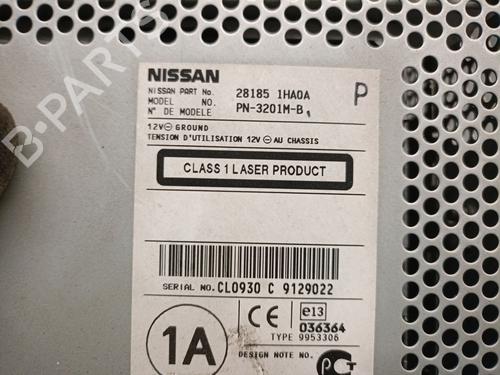 NISSAN
NISSAN PART No. 28185 1HA0A P
MODEL NO. PN-3201M-B
N° DE MODELE
12V⊖GROUND
TENSION D'UTILISATION 12V⊖AU CHASSIS
CLASS 1 LASER PRODUCT
SERIAL NO. CL0930 C 9129022
1A CE e13
036364
TYPE 9953306
DESIGN NOTE NO.
B-Parts